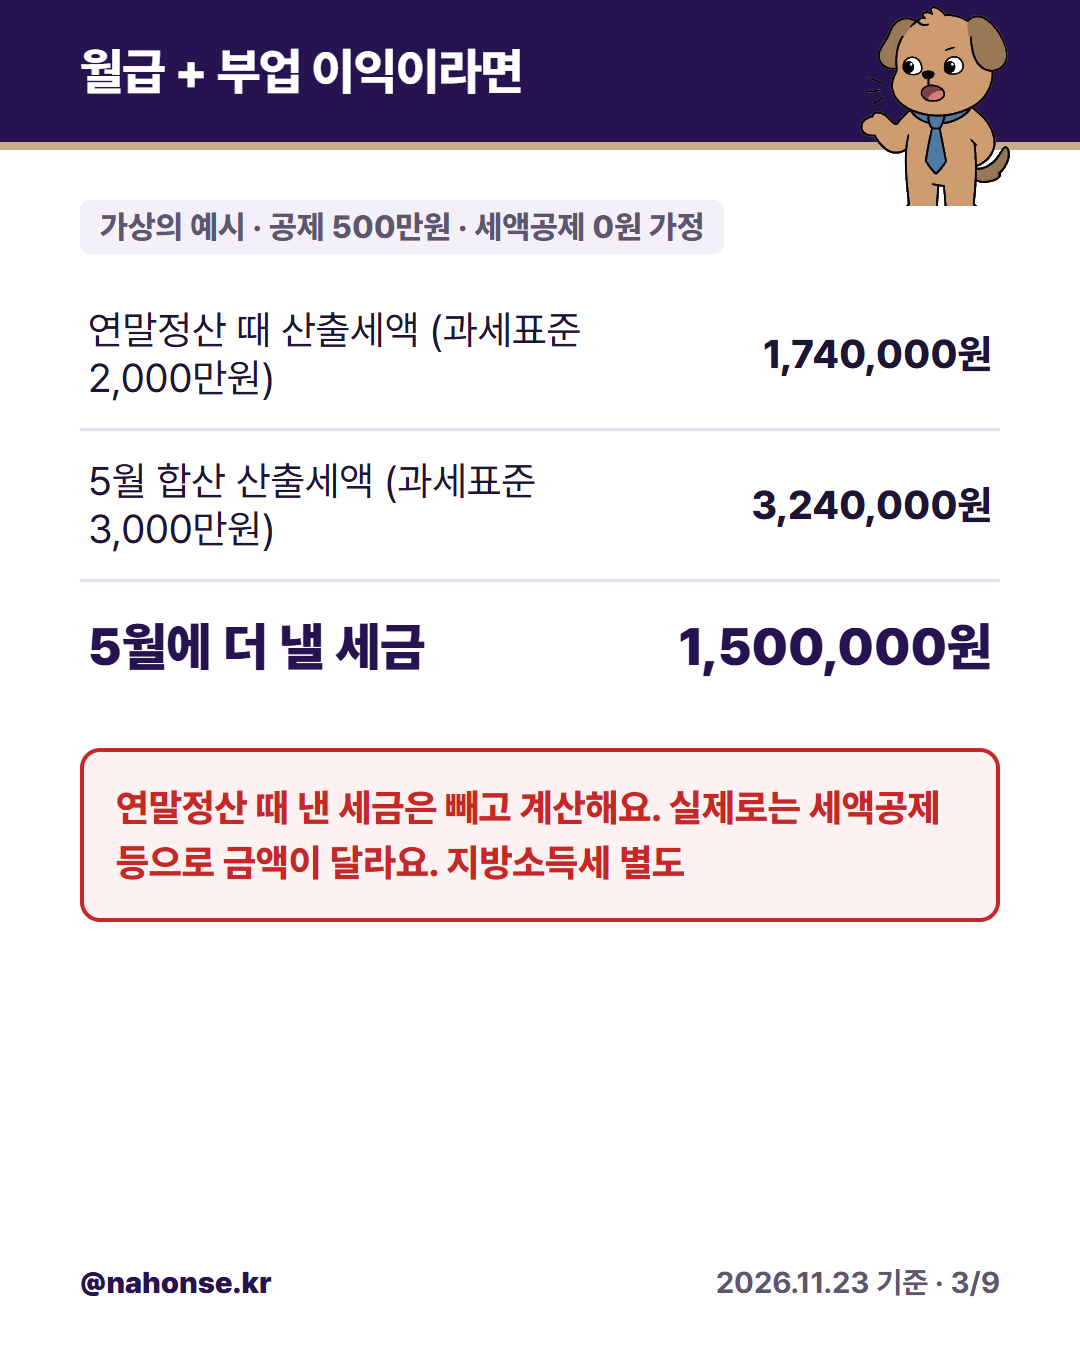 월급 + 부업 이익이라면
가상의 예시 · 공제 500만원 · 세액공제 0원 가정
연말정산 때 산출세액 (과세표준
2,000만원)
1,740,000원
5월 합산 산출세액 (과세표준
3,000만원)
3,240,000원
5월에 더 낼 세금
1,500,000원
연말정산 때 낸 세금은 빼고 계산해요. 실제로는 세액공제
등으로 금액이 달라요. 지방소득세 별도
@nahonse.kr
2026.11.23 기준 · 3/9